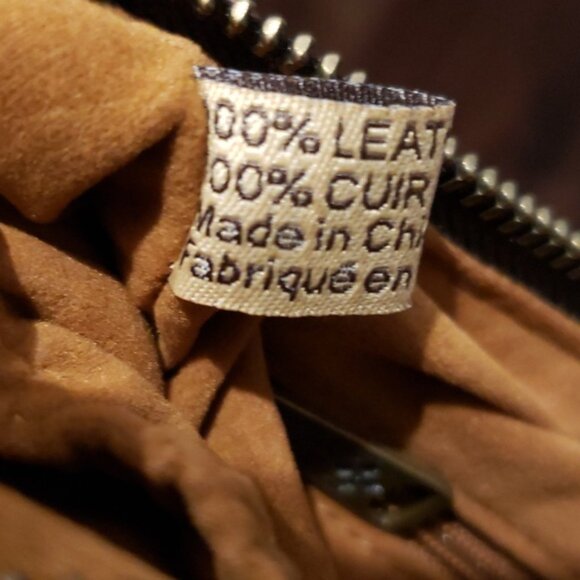 00% LEAT
00% CUIR
Made in Chi
Fabriqué en